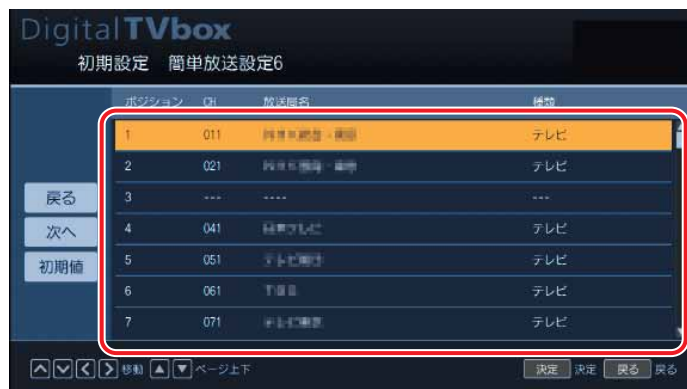 DigitalTVbox
初期設定 簡単放送設定6
ポジション CH 放送局名 種類
1 011 テレビ
2 021 テレビ
戻る 3 --- ---- ---
次へ 4 041 テレビ
初期値 5 051 テレビ
6 061 テレビ
7 071 テレビ
移動 ページ上下 決定 決定 戻る 戻る